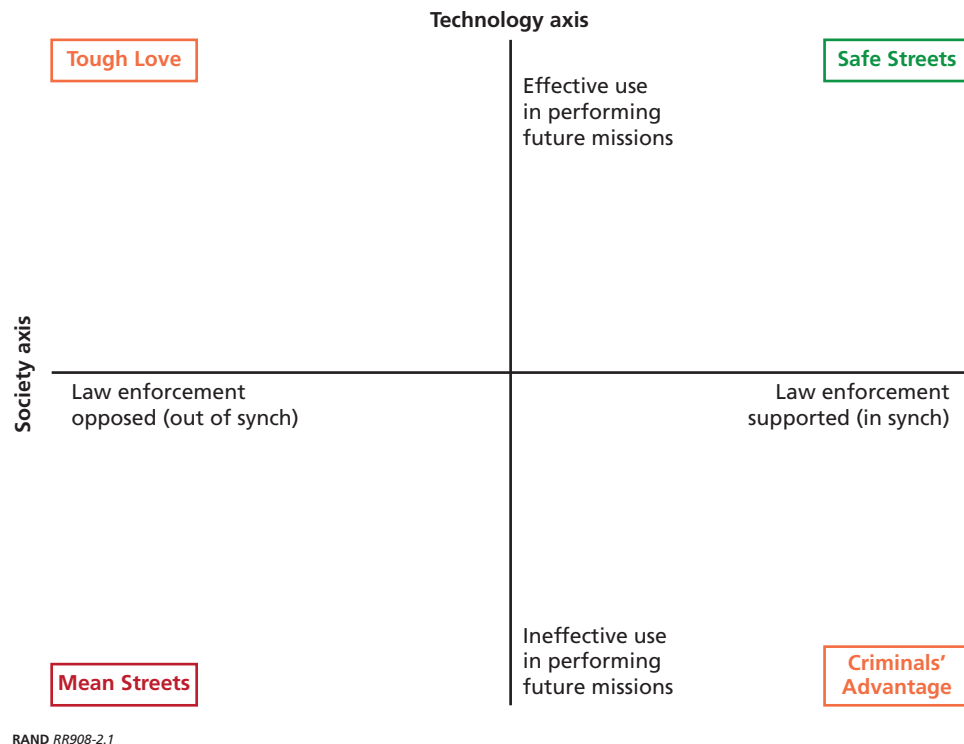 Technology axis
Tough Love
Safe Streets
Effective use
in performing
future missions
Society axis
Law enforcement
opposed (out of synch)
Law enforcement
supported (in synch)
Ineffective use
in performing
future missions
Mean Streets
Criminals’
Advantage
RAND RR908-2.1